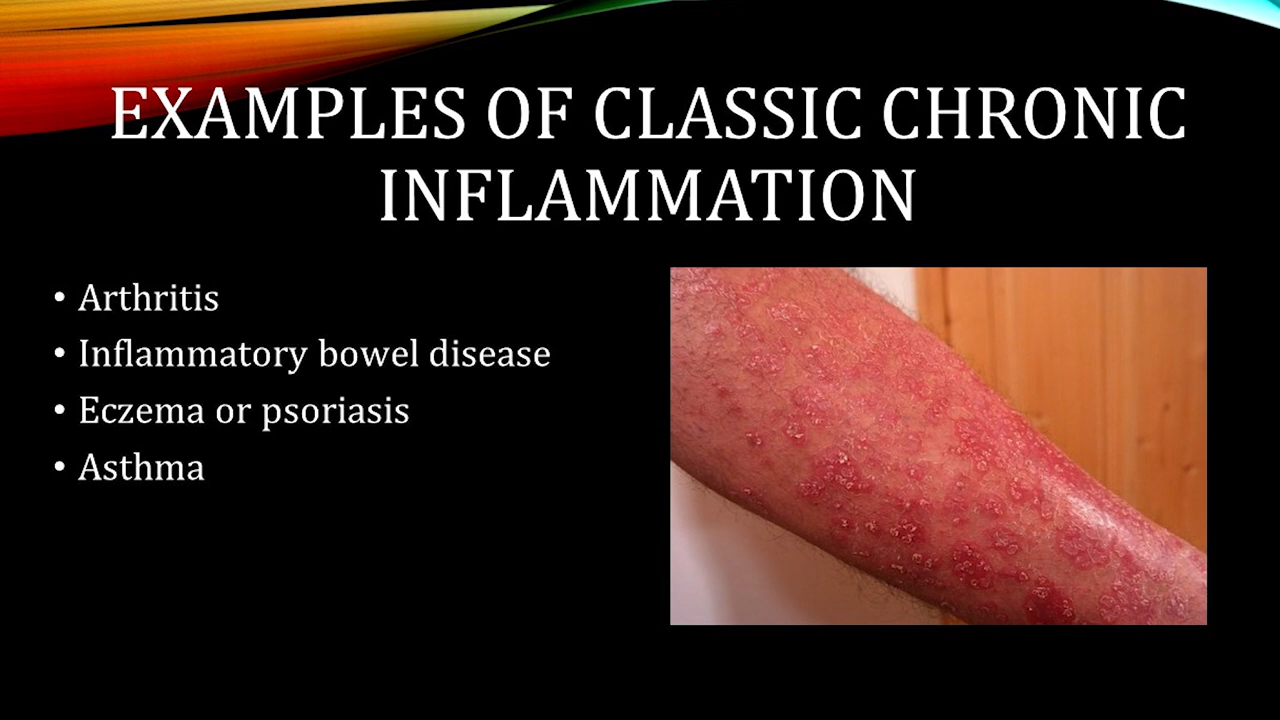 EXAMPLES OF CLASSIC CHRONIC
INFLAMMATION
• Arthritis
• Inflammatory bowel disease
• Eczema or psoriasis
• Asthma